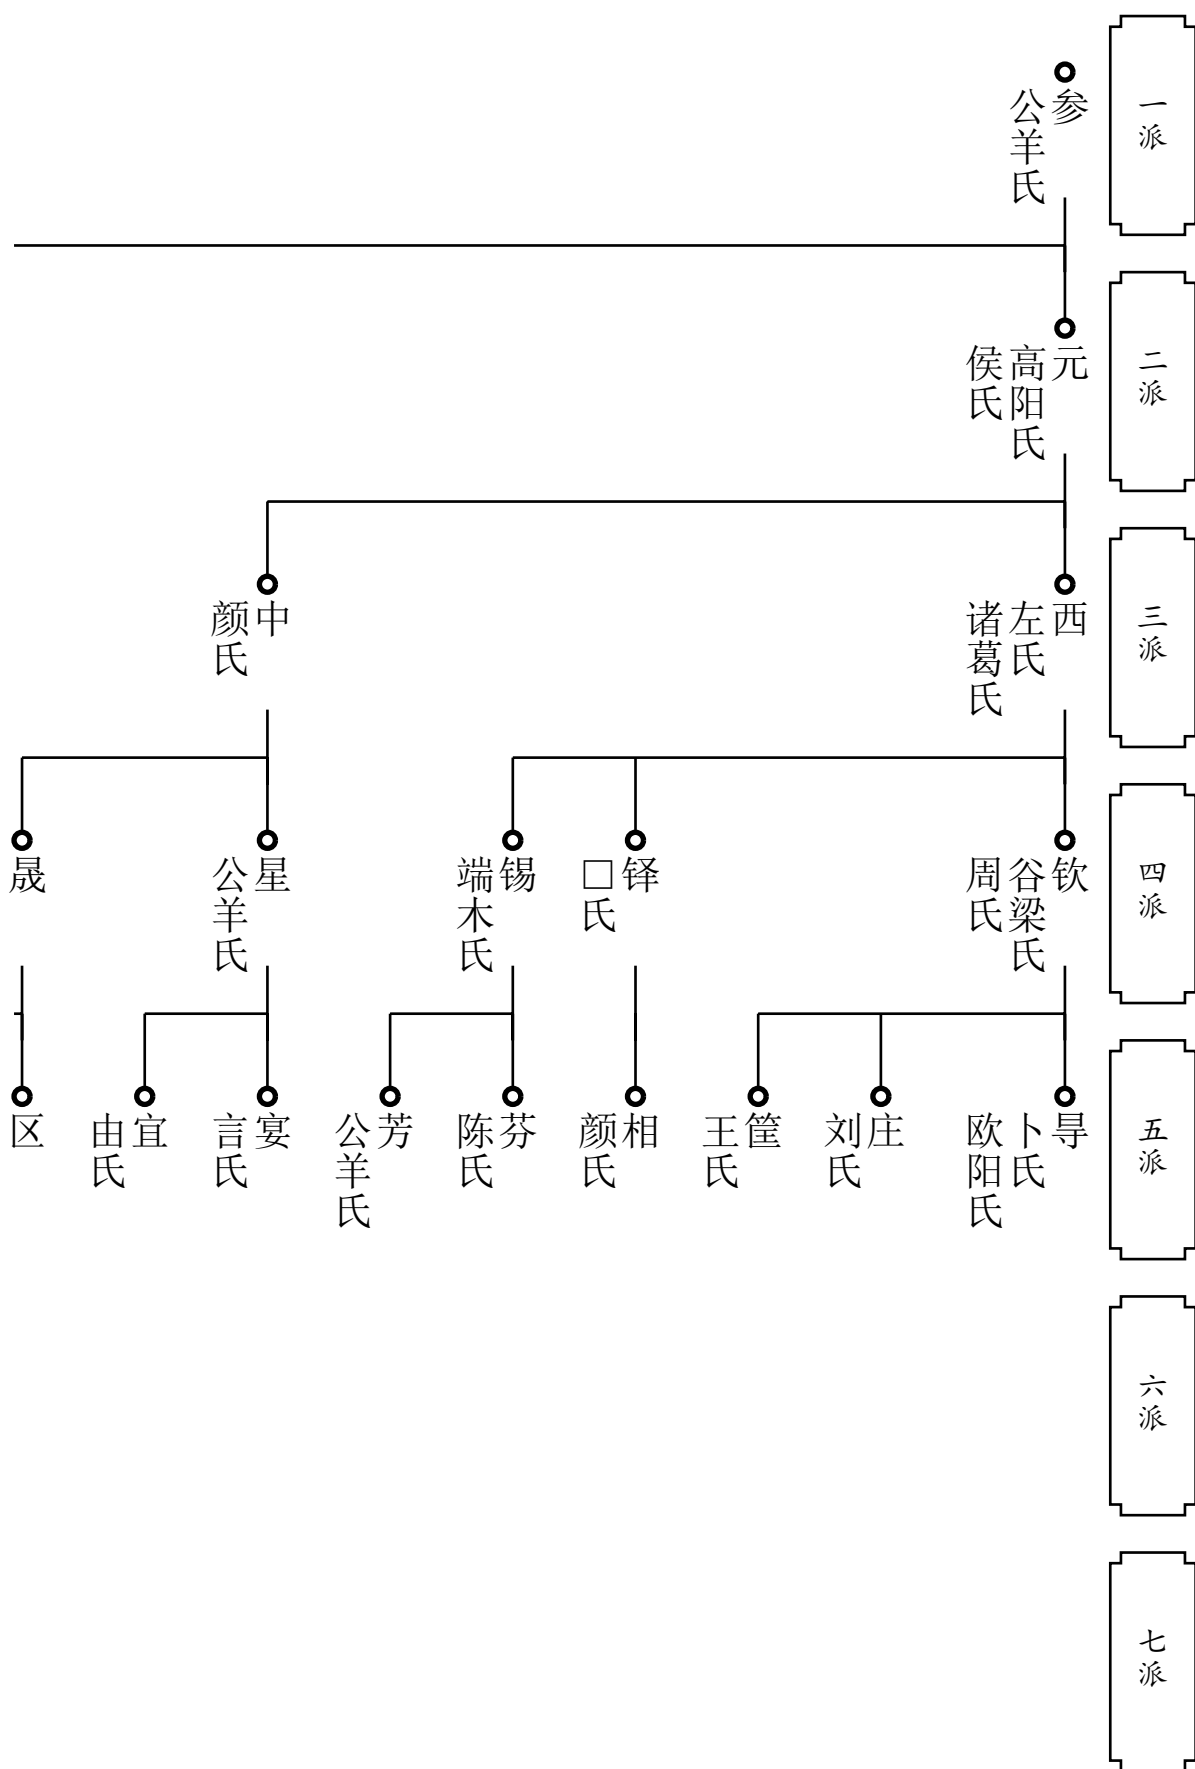 一派
参
公羊氏
二派
元
高阳氏
侯氏
三派
西
左氏
诸葛氏
中
颜氏
四派
钦
谷梁氏
周氏
铎
□氏
锡
端木氏
星
公羊氏
晟
五派
导
卜氏
欧阳氏
庄
刘氏
筐
王氏
相
颜氏
芬
陈氏
芳
公羊氏
宴
言氏
宜
由氏
区
六派
七派